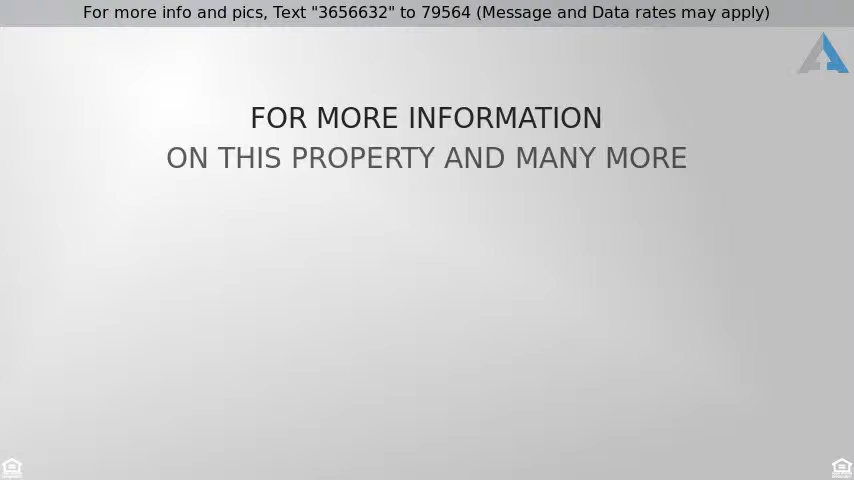 For more info and pics, Text "3656632" to 79564 (Message and Data rates may apply)
FOR MORE INFORMATION
ON THIS PROPERTY AND MANY MORE